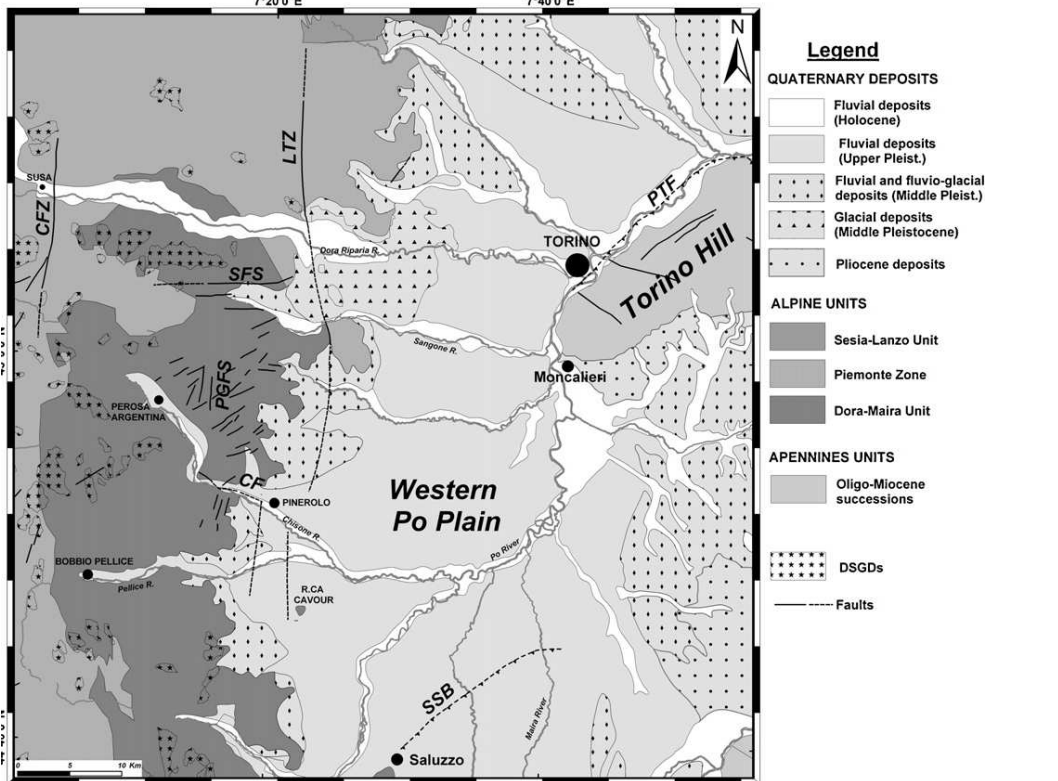 7°20'0"E
7°40'0"E
N
SUSA
CFZ
LTZ
PTF
TORINO
Torino Hill
Dora Riparia R.
SFS
Sangone R.
Moncalieri
PGFS
PEROSA
ARGENTINA
CF
PINEROLO
Chisone R.
Western
Po Plain
Po River
BOBBIO PELLICE
Pellice R.
R.CA
CAVOUR
SSB
Maira River
Saluzzo
0 5 10 Km
Legend
QUATERNARY DEPOSITS
Fluvial deposits
(Holocene)
Fluvial deposits
(Upper Pleist.)
Fluvial and fluvio-glacial
deposits (Middle Pleist.)
Glacial deposits
(Middle Pleistocene)
Pliocene deposits
ALPINE UNITS
Sesia-Lanzo Unit
Piemonte Zone
Dora-Maira Unit
APENNINES UNITS
Oligo-Miocene
successions
DSGDs
Faults